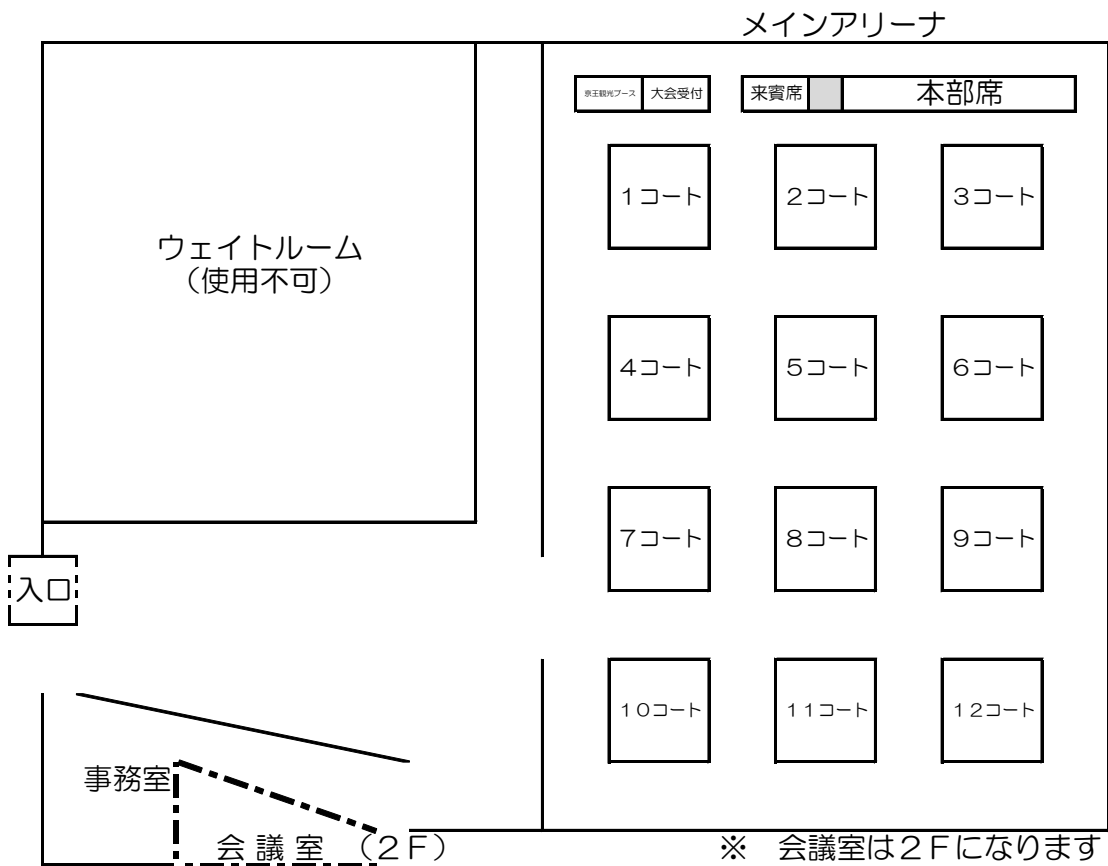 メインアリーナ
京王観光ブース 大会受付 来賓席 本部席
1コート 2コート 3コート
ウェイトルーム
（使用不可）
4コート 5コート 6コート
7コート 8コート 9コート
入口
10コート 11コート 12コート
事務室
会 議 室 （2F）
※ 会議室は2Fになります